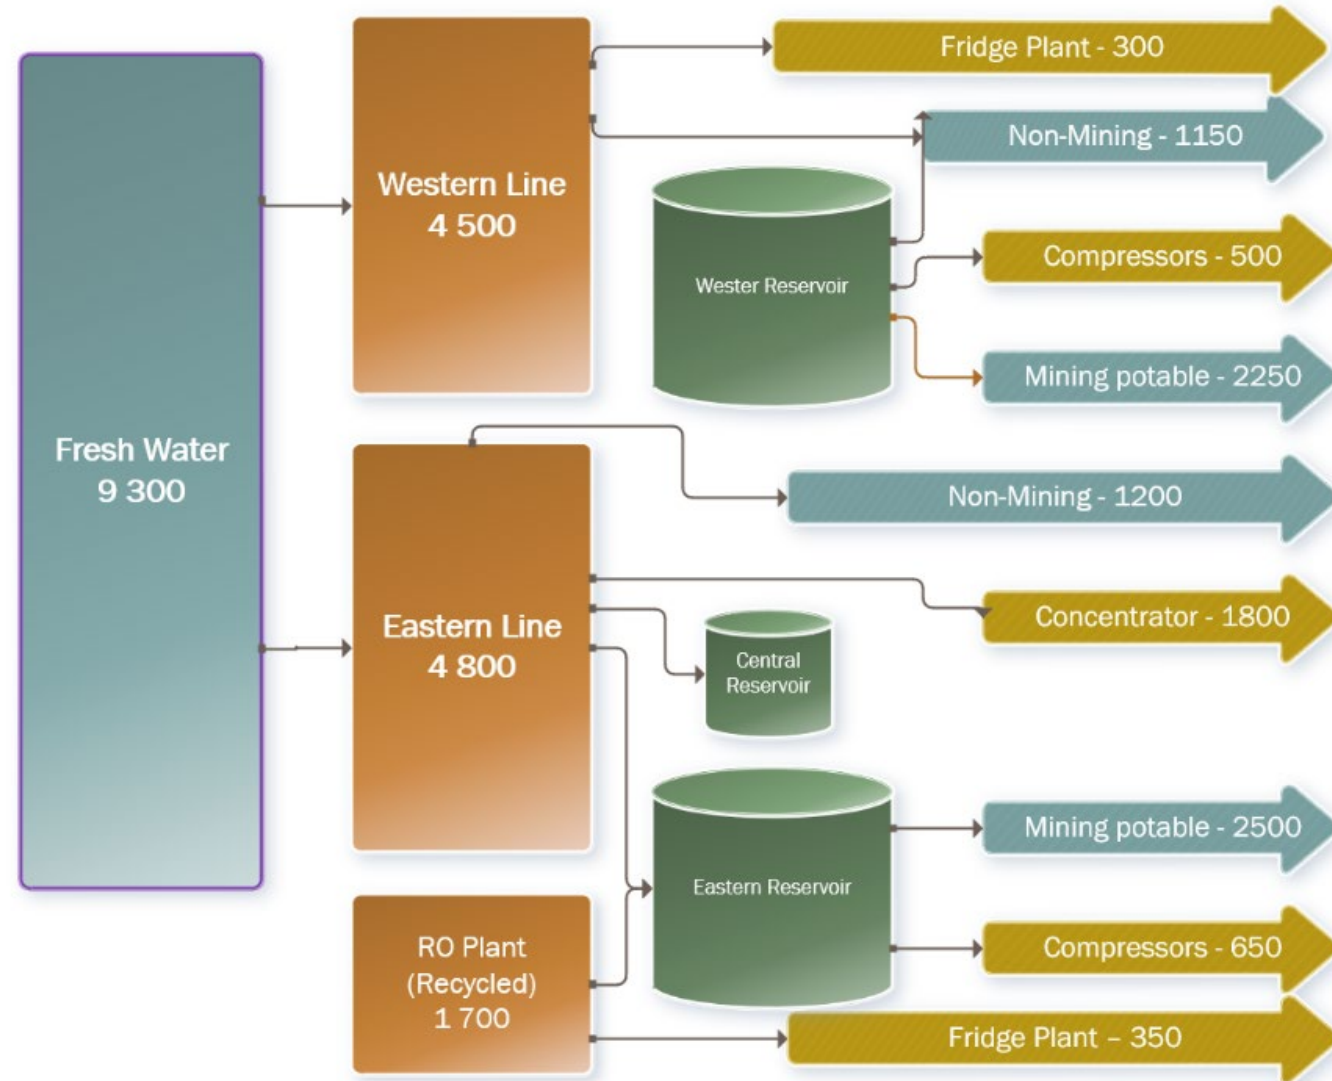 Fresh Water
9 300
Western Line
4 500
Fridge Plant - 300
Non-Mining - 1150
Wester Reservoir
Compressors - 500
Mining potable - 2250
Eastern Line
4 800
Non-Mining - 1200
Concentrator - 1800
Central
Reservoir
Eastern Reservoir
Mining potable - 2500
Compressors - 650
RO Plant
(Recycled)
1 700
Fridge Plant – 350